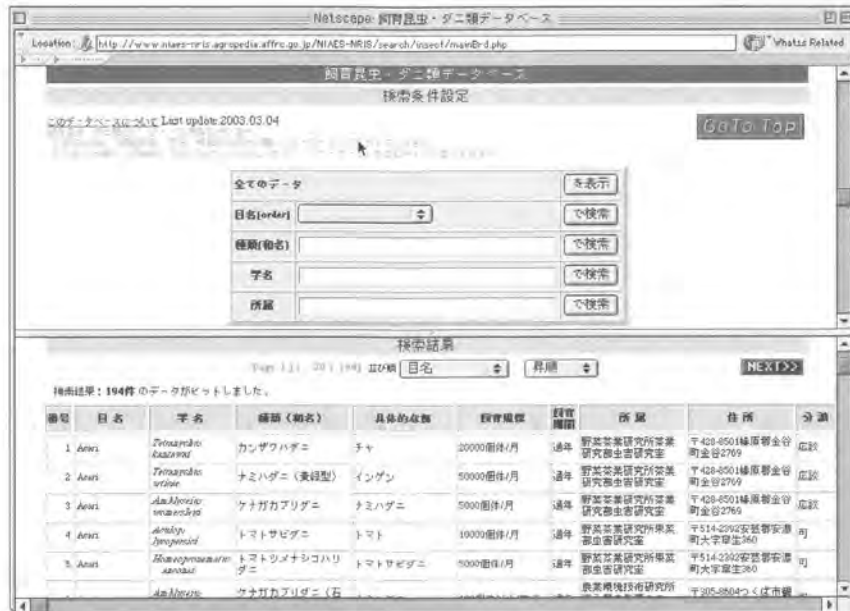 Netscape: 飼育昆虫・ダニ類データベース
Location: http://www.niaes-nris.agropedia.affrc.go.jp/NIAES-NRIS/search/insect/mainBrd.php What's Related
飼育昆虫・ダニ類データベース
検索条件設定
このデータベースについて Last update 2003.03.04
GoTo Top
全てのデータ を表示
目名[order] で検索
種類(和名) で検索
学名 で検索
所属 で検索
検索結果
並び順 目名 昇順 NEXT>>
検索結果：194件 のデータがヒットしました。
番号 目名 学名 種類（和名） 具体的な餌 飼育規模 飼育期間 所属 住所 分譲
1 Acari カンザワハダニ チャ 20000個体/月 通年 野菜茶業研究所茶業研究部虫害研究室 〒428-8501榛原郡金谷町金谷2769 応談
2 Acari ナミハダニ（黄緑型） インゲン 50000個体/月 通年 野菜茶業研究所茶業研究部虫害研究室 〒428-8501榛原郡金谷町金谷2769 応談
3 Acari ケナガカブリダニ ナミハダニ 5000個体/月 通年 野菜茶業研究所茶業研究部虫害研究室 〒428-8501榛原郡金谷町金谷2769 応談
4 Acari トマトサビダニ トマト 10000個体/月 通年 野菜茶業研究所果菜部虫害研究室 〒514-2392安芸郡安濃町大字草生360 可
5 Acari トマトツメナシコハリダニ トマトサビダニ 5000個体/月 通年 野菜茶業研究所果菜部虫害研究室 〒514-2392安芸郡安濃町大字草生360 可
ケナガカブリダニ（石 農業環境技術研究所 〒305-8604つくば市観